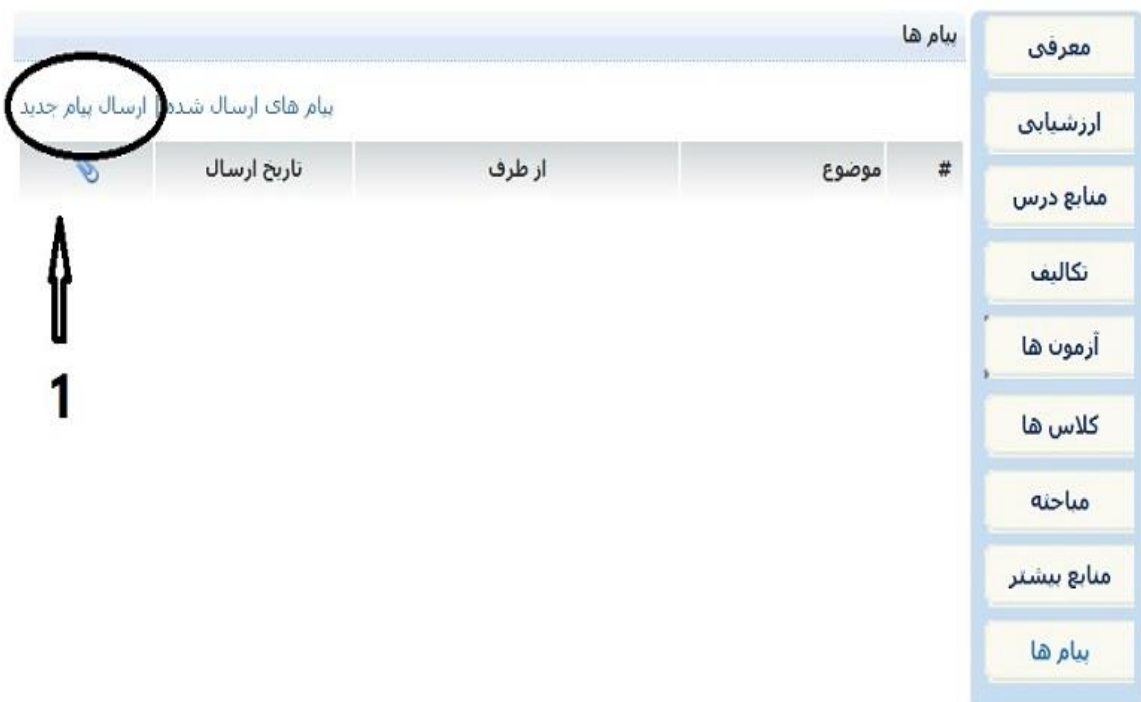 پیام ها
پیام های ارسال شده | ارسال پیام جدید
# موضوع از طرف تاریخ ارسال
1
معرفی
ارزشیابی
منابع درس
تکالیف
آزمون ها
کلاس ها
مباحثه
منابع بیشتر
پیام ها